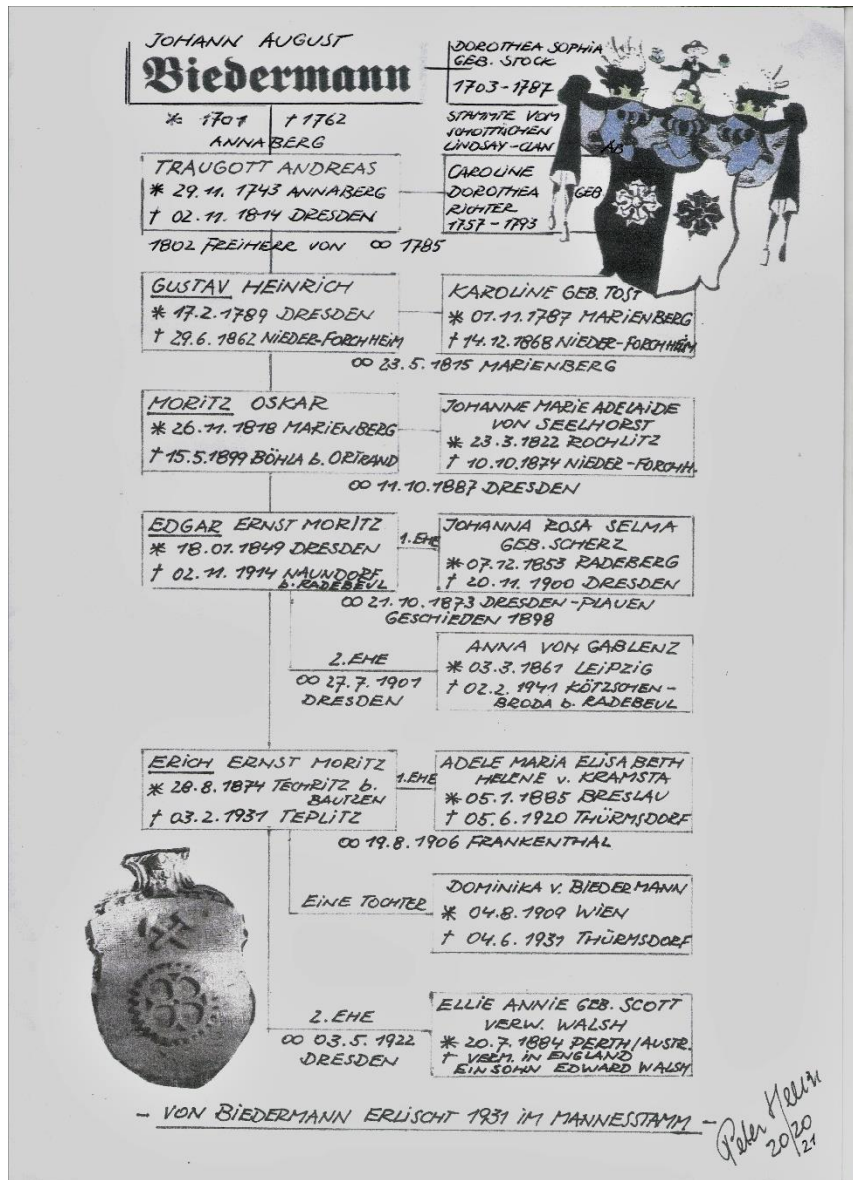 JOHANN AUGUST
Biedermann
* 1701 † 1762
ANNABERG
DOROTHEA SOPHIA
GEB. STOCK
1703 - 1787
STAMMTE VOM
SCHOTTISCHEN
LINDSAY-CLAN AB
TRAUGOTT ANDREAS
* 29.11.1743 ANNABERG
† 02.11.1814 DRESDEN
CAROLINE
DOROTHEA GEB
RICHTER
1757 - 1793
1802 FREIHERR VON ∞ 1785
GUSTAV HEINRICH
* 17.2.1789 DRESDEN
† 29.6.1862 NIEDER-FORCHHEIM
KAROLINE GEB. TOST
* 01.11.1787 MARIENBERG
† 14.12.1868 NIEDER-FORCHHEIM
∞ 23.5.1815 MARIENBERG
MORITZ OSKAR
* 26.11.1818 MARIENBERG
† 15.5.1899 BÖHLA b. ORTRAND
JOHANNE MARIE ADELAIDE
VON SEELHORST
* 23.3.1822 ROCHLITZ
† 10.10.1874 NIEDER-FORCHH.
∞ 11.10.1887 DRESDEN
EDGAR ERNST MORITZ
* 18.01.1849 DRESDEN
† 02.11.1914 NAUNDORF
b. RADEBEUL
1. EHE
JOHANNA ROSA SELMA
GEB. SCHERZ
* 07.12.1853 RADEBERG
† 20.11.1900 DRESDEN
∞ 21.10.1873 DRESDEN-PLAUEN
GESCHIEDEN 1898
2. EHE
∞ 27.7.1901
DRESDEN
ANNA VON GABLENZ
* 03.3.1861 LEIPZIG
† 02.2.1941 KÖTZSCHEN-
BRODA b. RADEBEUL
ERICH ERNST MORITZ
* 28.8.1874 TECHRITZ b.
BAUTZEN
† 03.2.1931 TEPLITZ
1. EHE
ADELE MARIA ELISABETH
HELENE v. KRAMSTA
* 05.1.1885 BRESLAU
† 05.6.1920 THÜRMSDORF
∞ 19.8.1906 FRANKENTHAL
EINE TOCHTER
DOMINIKA v. BIEDERMANN
* 04.8.1909 WIEN
† 04.6.1931 THÜRMSDORF
2. EHE
∞ 03.5.1922
DRESDEN
ELLIE ANNIE GEB. SCOTT
VERW. WALSH
* 20.7.1884 PERTH/AUSTR.
† VERM. IN ENGLAND
EIN SOHN EDWARD WALSH
- VON BIEDERMANN ERLISCHT 1931 IM MANNESSTAMM -
Peter
20/20
21